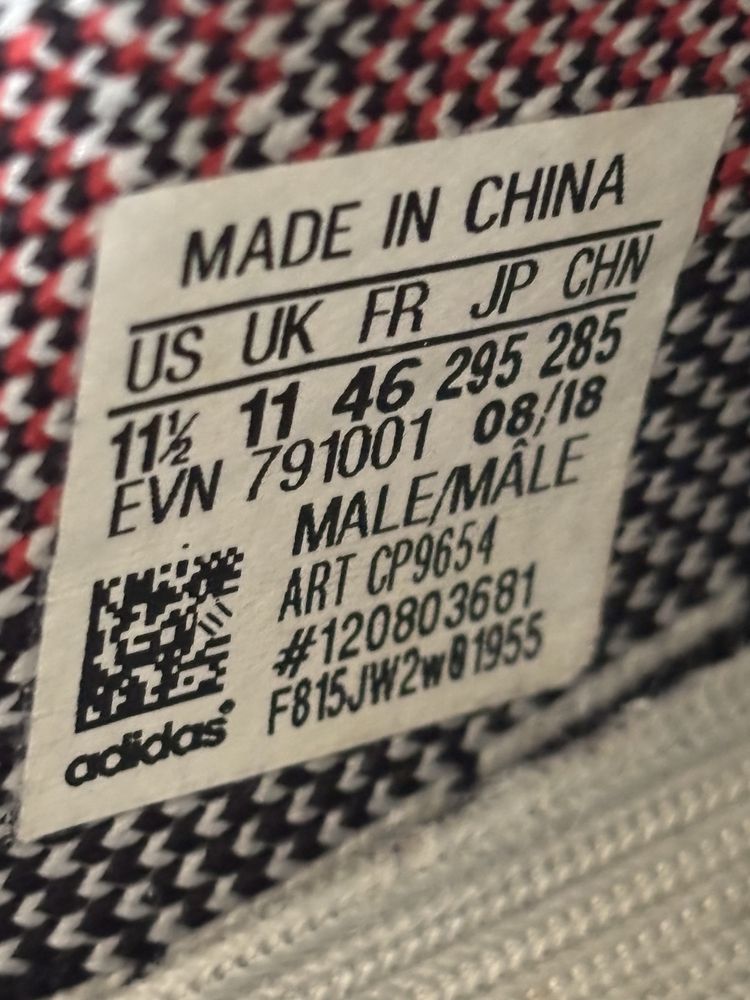 MADE IN CHINA
US UK FR JP CHN
11½ 11 46 295 285
EVN 791001 08/18
MALE/MÂLE
ART CP9654
#120803681
F815JW2w01955
adidas®